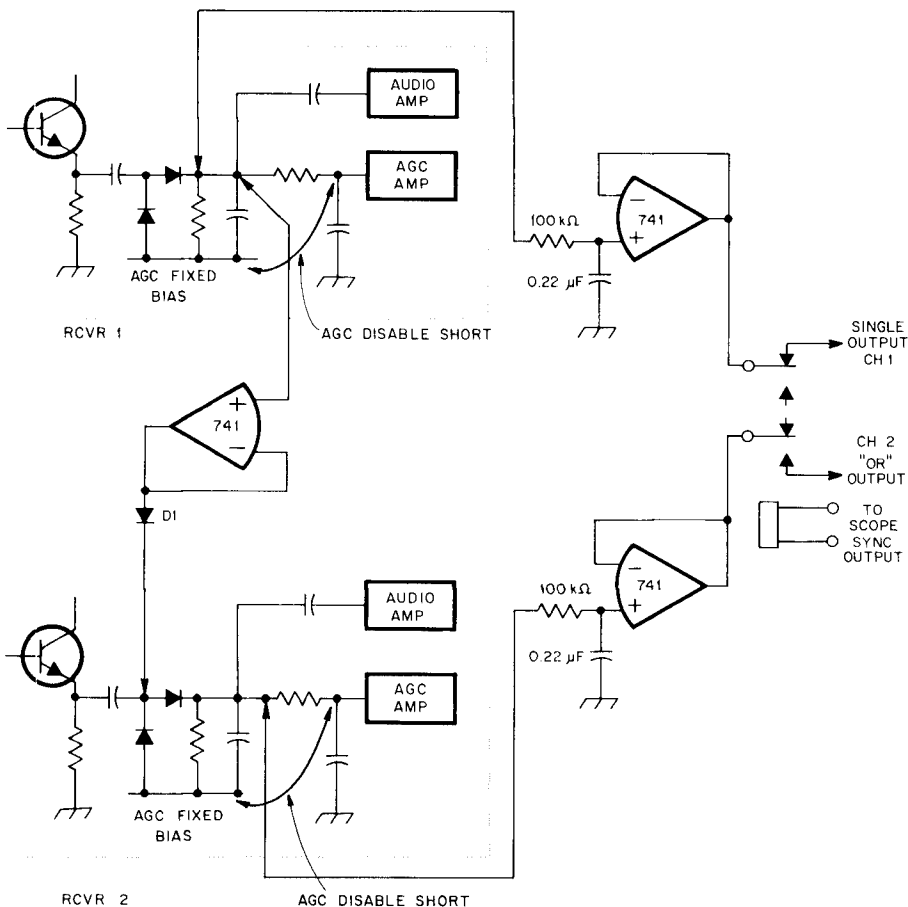 AUDIO
AMP
AGC
AMP
AGC FIXED
BIAS
RCVR 1
AGC DISABLE SHORT
100 kΩ
0.22 µF
741
−
+
SINGLE
OUTPUT
CH 1
741
+
−
D1
CH 2
"OR"
OUTPUT
TO
SCOPE
SYNC
OUTPUT
100 kΩ
0.22 µF
741
−
+
AUDIO
AMP
AGC
AMP
AGC FIXED
BIAS
RCVR 2
AGC DISABLE SHORT